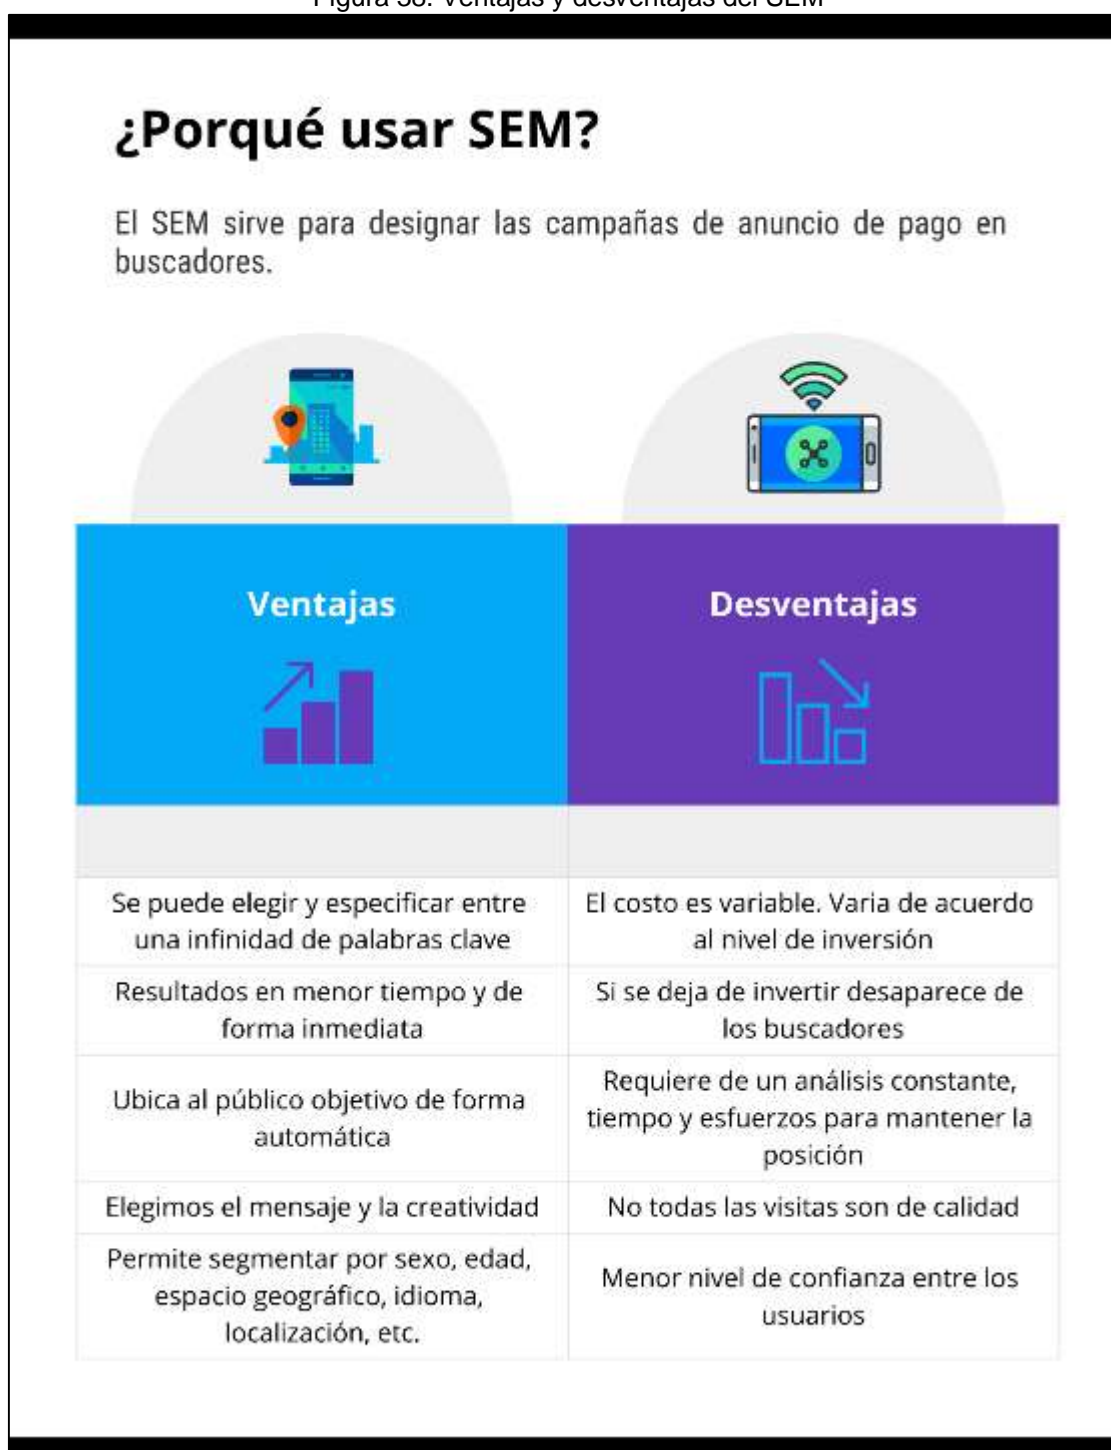 Figura 38. Ventajas y desventajas del SEM
¿Porqué usar SEM?
El SEM sirve para designar las campañas de anuncio de pago en
buscadores.
Ventajas
Desventajas
Se puede elegir y especificar entre
una infinidad de palabras clave
El costo es variable. Varia de acuerdo
al nivel de inversión
Resultados en menor tiempo y de
forma inmediata
Si se deja de invertir desaparece de
los buscadores
Ubica al público objetivo de forma
automática
Requiere de un análisis constante,
tiempo y esfuerzos para mantener la
posición
Elegimos el mensaje y la creatividad
No todas las visitas son de calidad
Permite segmentar por sexo, edad,
espacio geográfico, idioma,
localización, etc.
Menor nivel de confianza entre los
usuarios